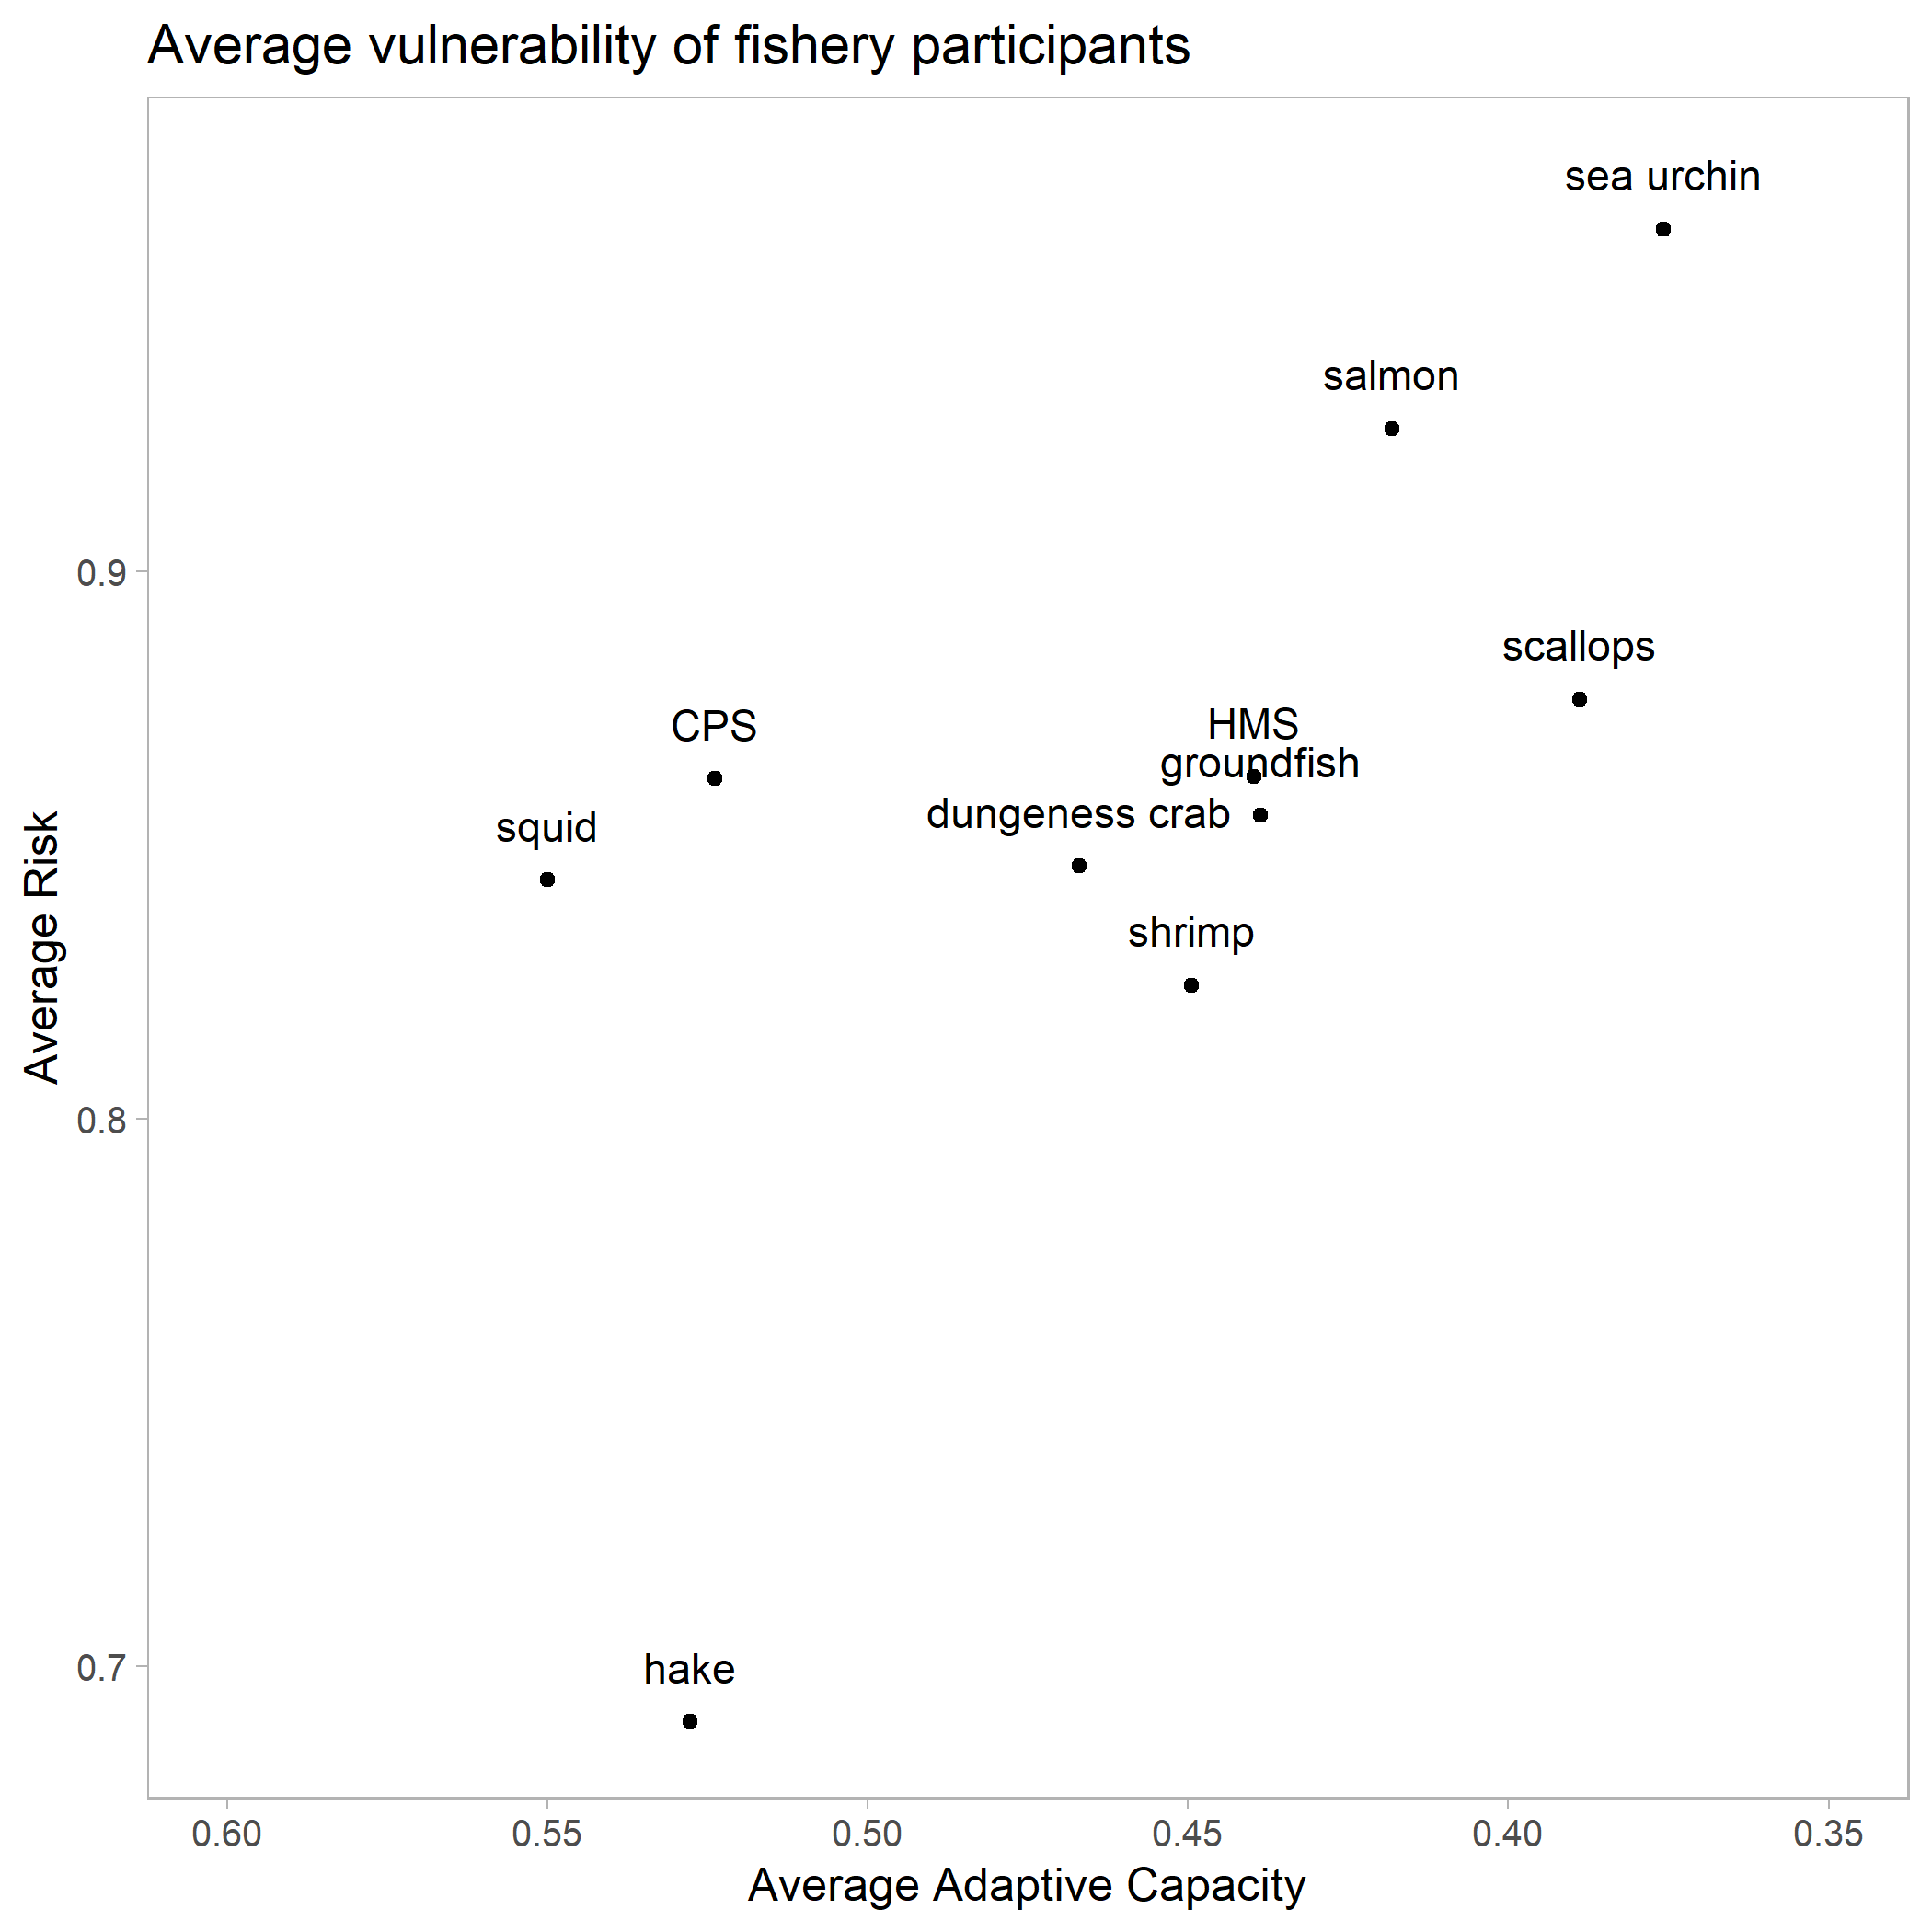 Average vulnerability of fishery participants
sea urchin
salmon
0.9
scallops
CPS
HMS
groundfish
dungeness crab
squid
shrimp
Average Risk
0.8
0.7
hake
0.60 0.55 0.50 0.45 0.40 0.35
Average Adaptive Capacity